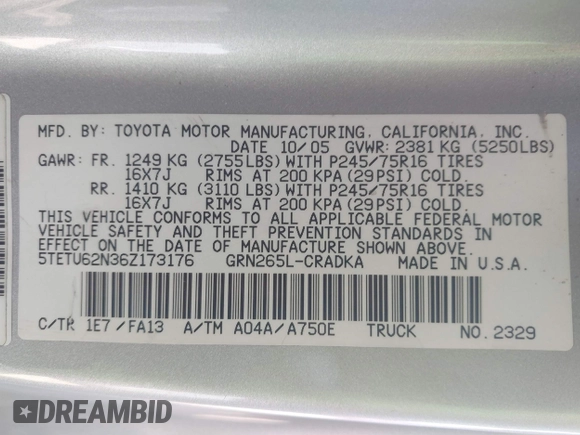 MFD. BY: TOYOTA MOTOR MANUFACTURING, CALIFORNIA, INC.
DATE 10/05 GVWR: 2381 KG (5250LBS)
GAWR: FR. 1249 KG (2755LBS) WITH P245/75R16 TIRES
16X7J RIMS AT 200 KPA (29 PSI) COLD.
RR. 1410 KG (3110 LBS) WITH P245/75R16 TIRES
16X7J RIMS AT 200 KPA (29 PSI) COLD.
THIS VEHICLE CONFORMS TO ALL APPLICABLE FEDERAL MOTOR
VEHICLE SAFETY AND THEFT PREVENTION STANDARDS IN
EFFECT ON THE DATE OF MANUFACTURE SHOWN ABOVE.
5TETU62N36Z173176 GRN265L-CRADKA MADE IN U.S.A.
C/TR 1E7 / FA13 A/TM A04A / A750E TRUCK NO. 2329
DREAMBID